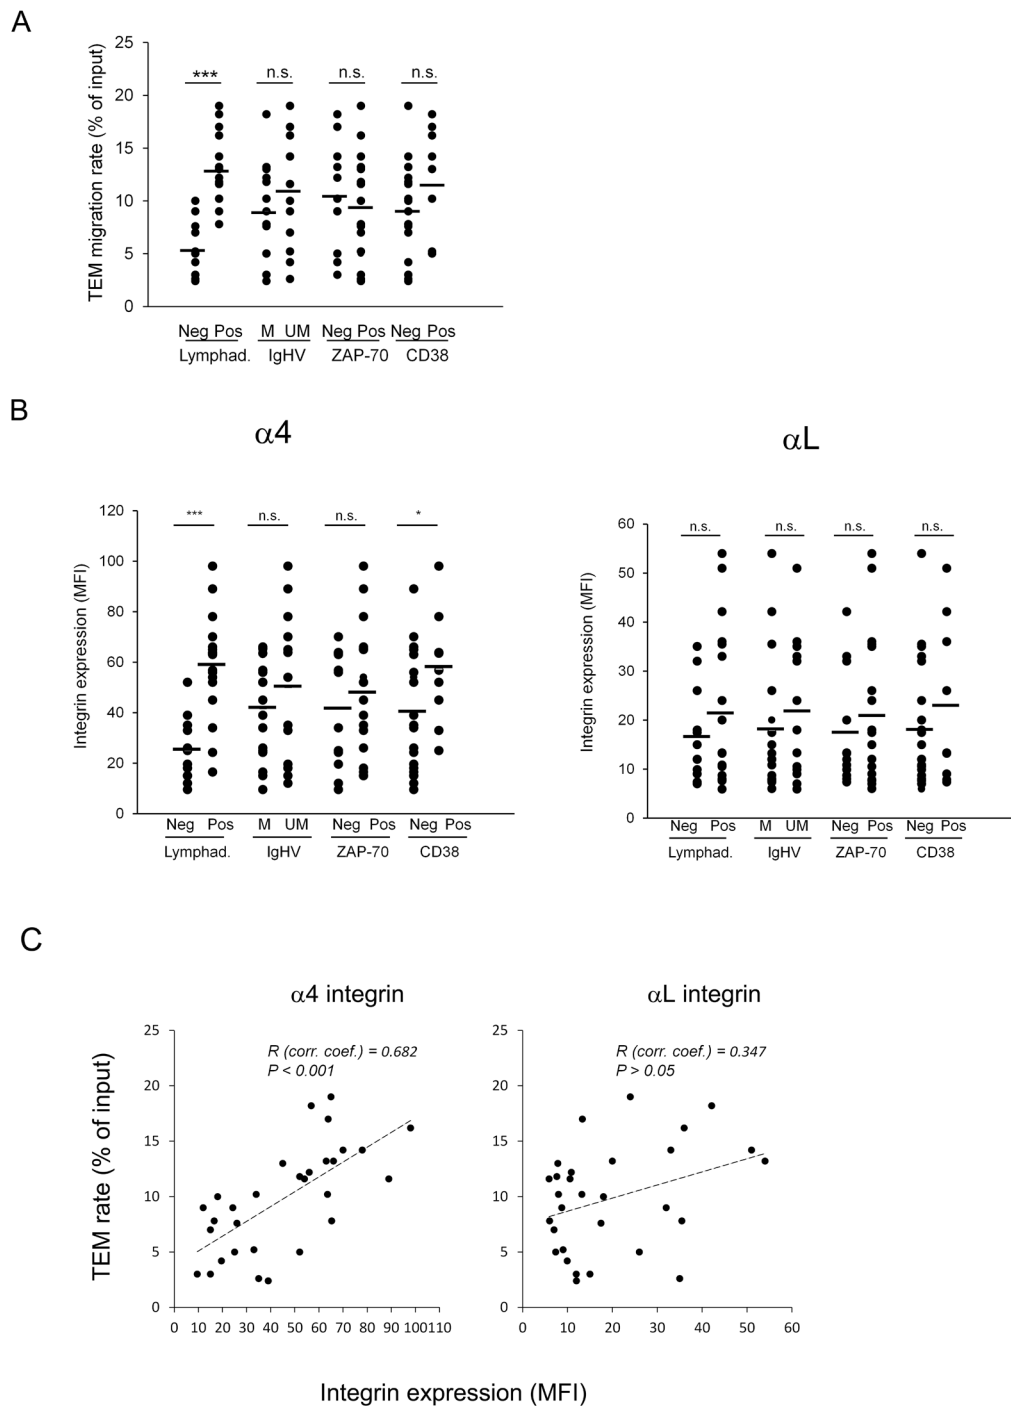 A
TEM migration rate (% of input)
25
20
15
10
5
0
*** n.s. n.s. n.s.
Neg Pos M UM Neg Pos Neg Pos
Lymphad. IgHV ZAP-70 CD38
B
α4
Integrin expression (MFI)
120
100
80
60
40
20
0
*** n.s. n.s. *
Neg Pos M UM Neg Pos Neg Pos
Lymphad. IgHV ZAP-70 CD38
αL
Integrin expression (MFI)
60
50
40
30
20
10
0
n.s. n.s. n.s. n.s.
Neg Pos M UM Neg Pos Neg Pos
Lymphad. IgHV ZAP-70 CD38
C
TEM rate (% of input)
α4 integrin
R (corr. coef.) = 0.682
P < 0.001
25
20
15
10
5
0
0 10 20 30 40 50 60 70 80 90 100 110
αL integrin
R (corr. coef.) = 0.347
P > 0.05
25
20
15
10
5
0
0 10 20 30 40 50 60
Integrin expression (MFI)